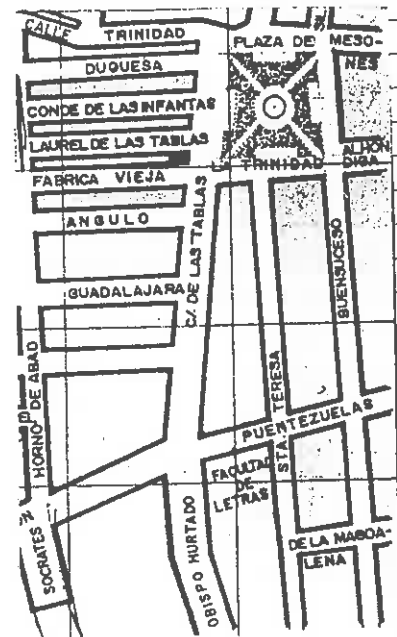 CALLE
TRINIDAD
PLAZA DE MESO-
NES
DUQUESA
CONDE DE LAS INFANTAS
LAUREL DE LAS TABLAS
ALHON
DIGA
LA TRINIDAD
FABRICA VIEJA
ANGULO
C/. DE LAS TABLAS
BUENSUCESO
GUADALAJARA
HORNO DE ABAD
STA. TERESA
PUENTEZUELAS
FACULTAD
DE
LETRAS
SOCRATES
OBISPO HURTADO
DE LA MAGDA-
LENA